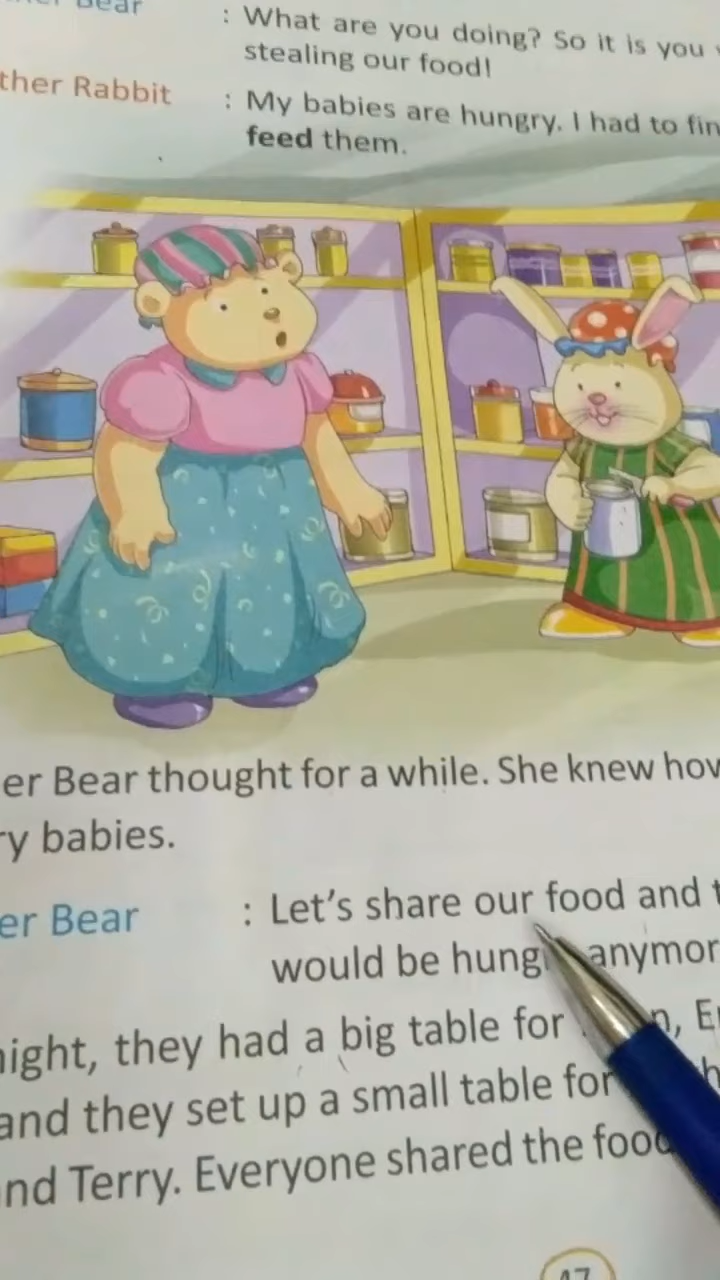 Bear : What are you doing? So it is you
stealing our food!
ther Rabbit : My babies are hungry. I had to fin
feed them.
er Bear thought for a while. She knew how
ry babies.
er Bear : Let's share our food and t
would be hung anymor
night, they had a big table for
and they set up a small table for
nd Terry. Everyone shared the food
47